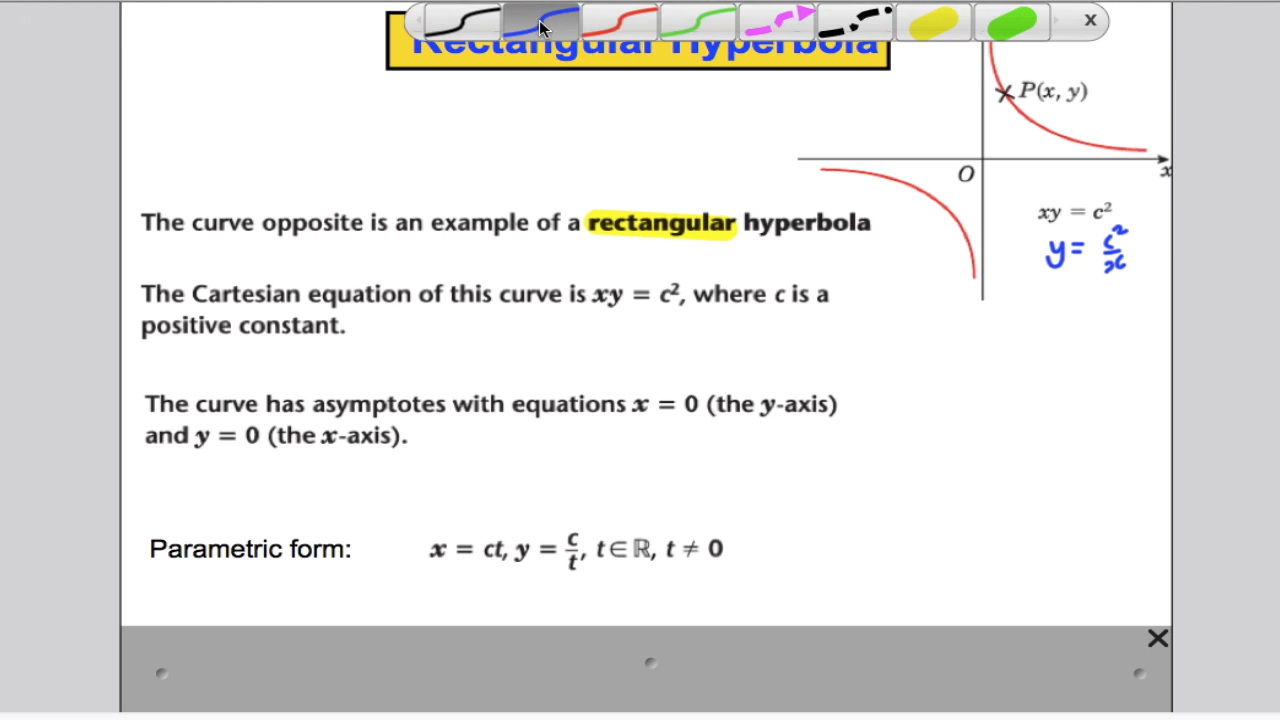 Rectangular Hyperbola
x
P(x, y)
O
x
The curve opposite is an example of a rectangular hyperbola
xy = c²
y = c²/x
The Cartesian equation of this curve is xy = c², where c is a
positive constant.
The curve has asymptotes with equations x = 0 (the y-axis)
and y = 0 (the x-axis).
Parametric form: x = ct, y = c/t, t ∈ ℝ, t ≠ 0